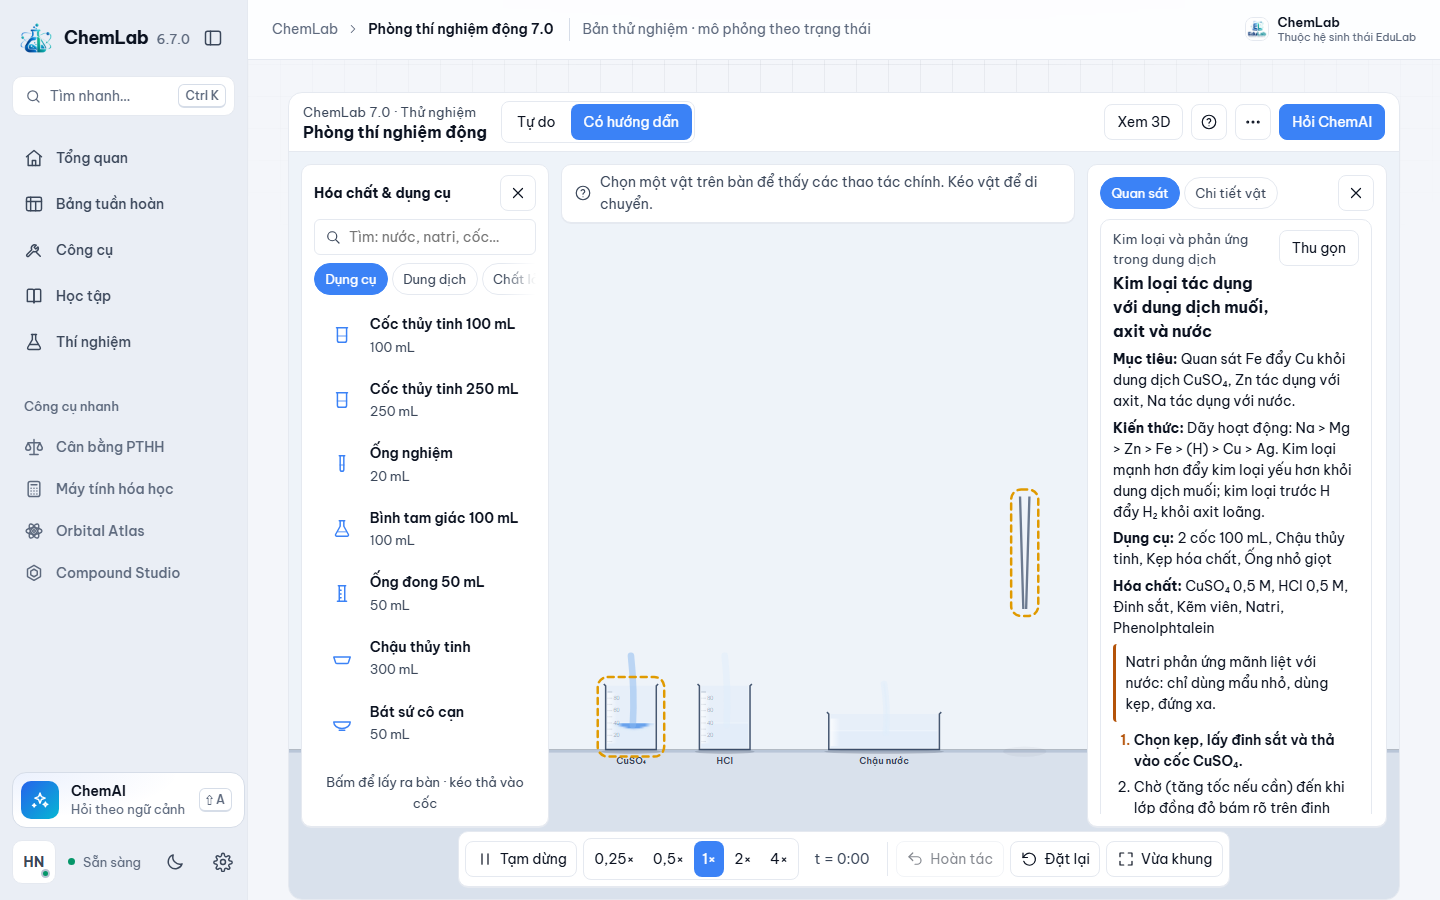 ChemLab 6.7.0
Tìm nhanh...
Ctrl K
Tổng quan
Bảng tuần hoàn
Công cụ
Học tập
Thí nghiệm
Công cụ nhanh
Cân bằng PTHH
Máy tính hóa học
Orbital Atlas
Compound Studio
ChemAI
Hỏi theo ngữ cảnh
⇧ A
HN
Sẵn sàng
ChemLab > Phòng thí nghiệm động 7.0
Bản thử nghiệm · mô phỏng theo trạng thái
ChemLab
Thuộc hệ sinh thái EduLab
ChemLab 7.0 · Thử nghiệm
Phòng thí nghiệm động
Tự do
Có hướng dẫn
Xem 3D
Hỏi ChemAI
Hóa chất & dụng cụ
Tìm: nước, natri, cốc...
Dụng cụ
Dung dịch
Chất
Cốc thủy tinh 100 mL
100 mL
Cốc thủy tinh 250 mL
250 mL
Ống nghiệm
20 mL
Bình tam giác 100 mL
100 mL
Ống đong 50 mL
50 mL
Chậu thủy tinh
300 mL
Bát sứ cô cạn
50 mL
Bấm để lấy ra bàn · kéo thả vào
cốc
Chọn một vật trên bàn để thấy các thao tác chính. Kéo vật để di
chuyển.
80
60
40
20
CuSO₄
80
60
40
20
HCl
Chậu nước
Quan sát
Chi tiết vật
Kim loại và phản ứng
trong dung dịch
Thu gọn
Kim loại tác dụng
với dung dịch muối,
axit và nước
Mục tiêu: Quan sát Fe đẩy Cu khỏi
dung dịch CuSO₄, Zn tác dụng với
axit, Na tác dụng với nước.
Kiến thức: Dãy hoạt động: Na > Mg
> Zn > Fe > (H) > Cu > Ag. Kim loại
mạnh hơn đẩy kim loại yếu hơn khỏi
dung dịch muối; kim loại trước H
đẩy H₂ khỏi axit loãng.
Dụng cụ: 2 cốc 100 mL, Chậu thủy
tinh, Kẹp hóa chất, Ống nhỏ giọt
Hóa chất: CuSO₄ 0,5 M, HCl 0,5 M,
Đinh sắt, Kẽm viên, Natri,
Phenolphtalein
Natri phản ứng mãnh liệt với
nước: chỉ dùng mẩu nhỏ, dùng
kẹp, đứng xa.
1. Chọn kẹp, lấy đinh sắt và thả
vào cốc CuSO₄.
2. Chờ (tăng tốc nếu cần) đến khi
lớp đồng đỏ bám rõ trên đinh
Tạm dừng
0,25×
0,5×
1×
2×
4×
t = 0:00
Hoàn tác
Đặt lại
Vừa khung